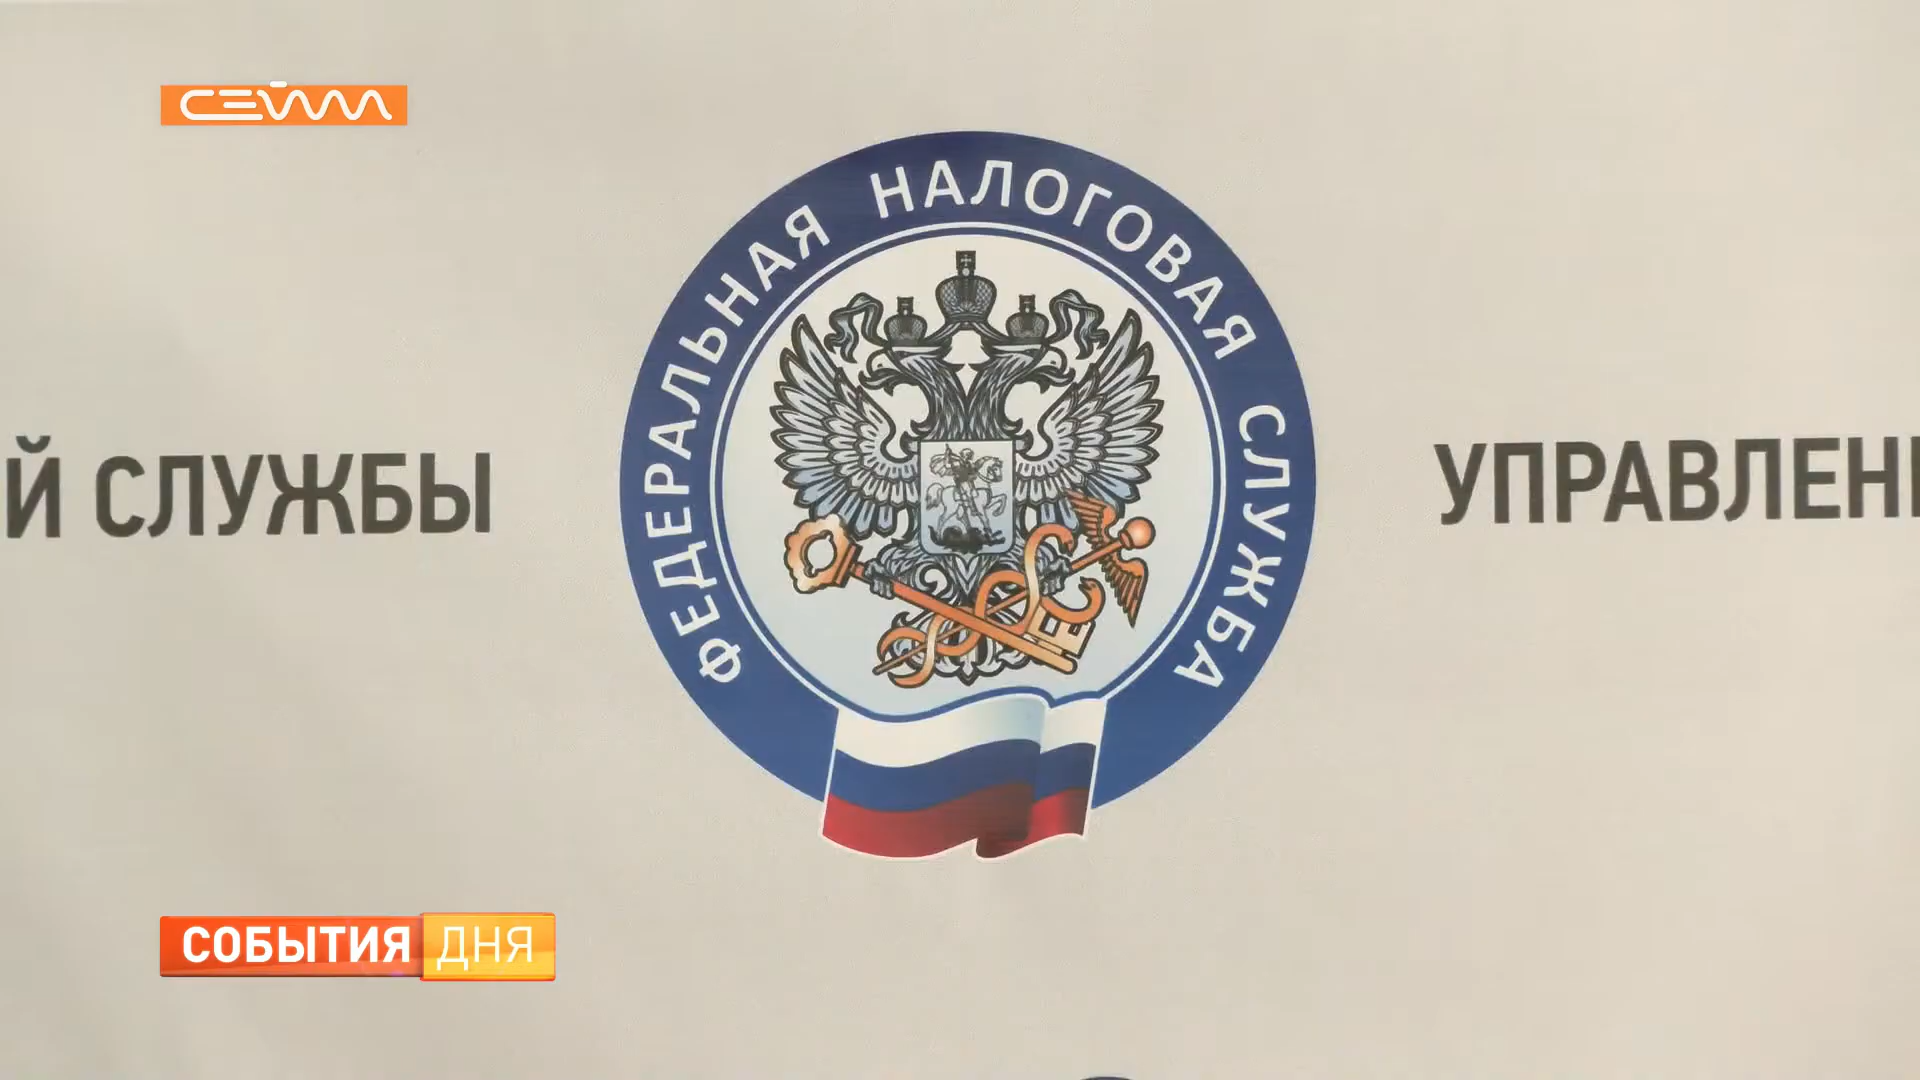 СЕЙМ
ФЕДЕРАЛЬНАЯ НАЛОГОВАЯ СЛУЖБА
Й СЛУЖБЫ
УПРАВЛЕН
СОБЫТИЯ ДНЯ